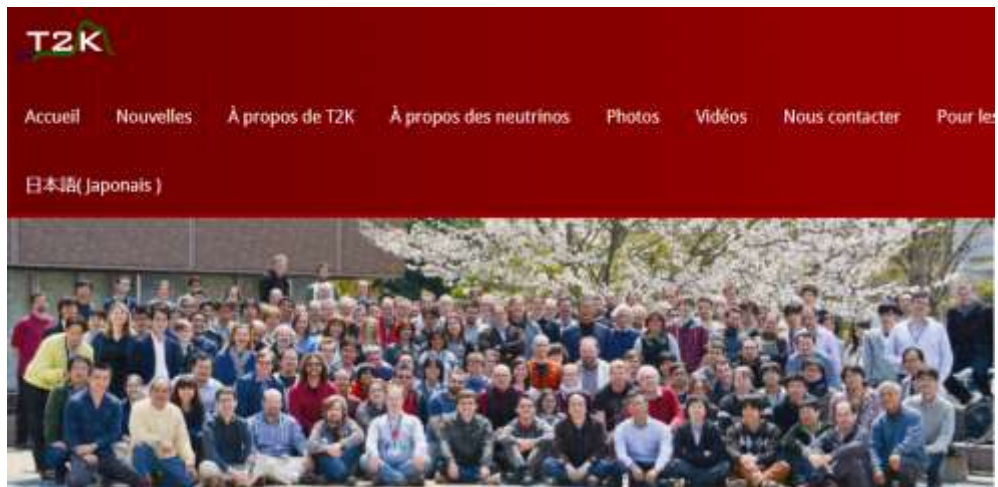 T2K
Accueil Nouvelles À propos de T2K À propos des neutrinos Photos Vidéos Nous contacter Pour les
日本語( Japonais )